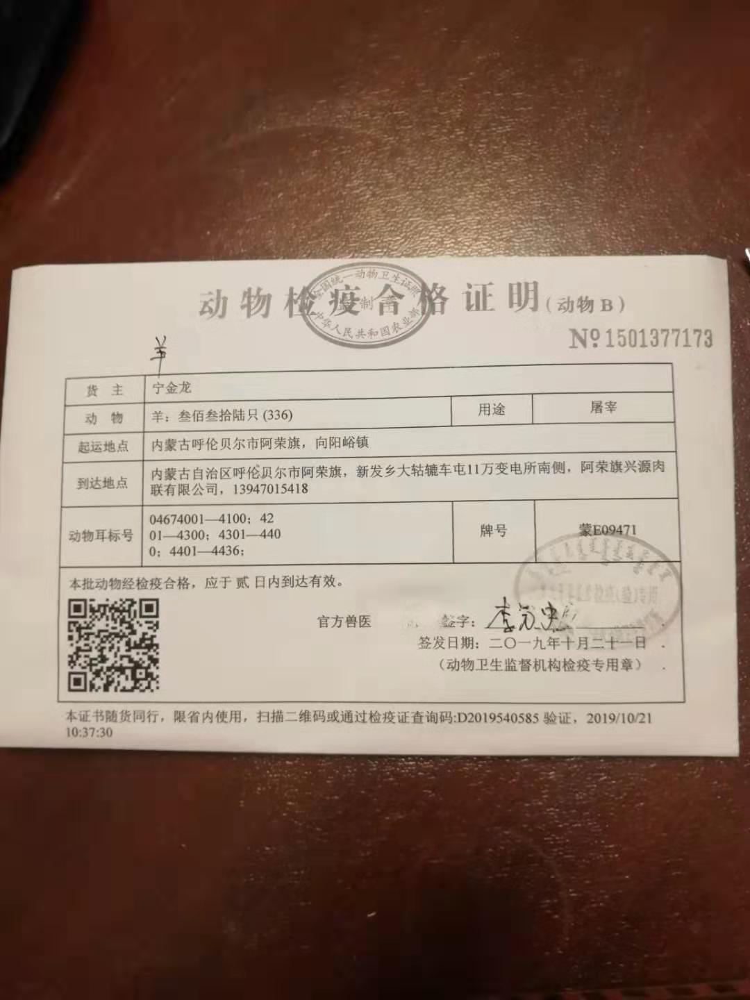 全国统一动物卫生证照
监制章
中华人民共和国农业部
动物检疫合格证明(动物B)
№1501377173
羊
货 主 宁金龙
动 物 羊：叁佰叁拾陆只 (336) 用途 屠宰
起运地点 内蒙古呼伦贝尔市阿荣旗，向阳峪镇
到达地点 内蒙古自治区呼伦贝尔市阿荣旗，新发乡大轱辘车屯11万变电所南侧，阿荣旗兴源肉
联有限公司，13947015418
动物耳标号 04674001—4100；42
01—4300；4301—440
0；4401—4436；
牌号 蒙E09471
本批动物经检疫合格，应于 贰 日内到达有效。
官方兽医 签字：李
签发日期：二〇一九年十月二十一日
（动物卫生监督机构检疫专用章）
本证书随货同行，限省内使用，扫描二维码或通过检疫证查询码:D2019540585 验证，2019/10/21
10:37:30